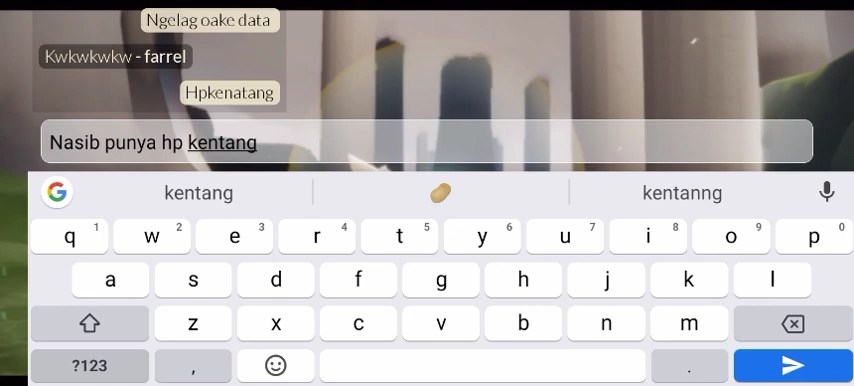 Ngelag oake data
Kwkwkwkw - farrel
Hpkenatang
Nasib punya hp kentang
kentang
kentanng
q 1 w 2 e 3 r 4 t 5 y 6 u 7 i 8 o 9 p 0
a s d f g h j k l
z x c v b n m
?123 , .